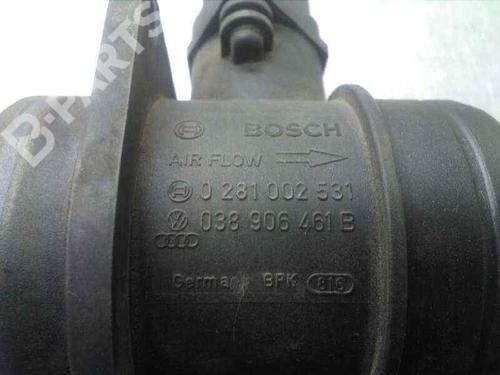 B-PARTS
BOSCH
AIR FLOW
0 281 002 531
038 906 461 B
Germany BPK 816